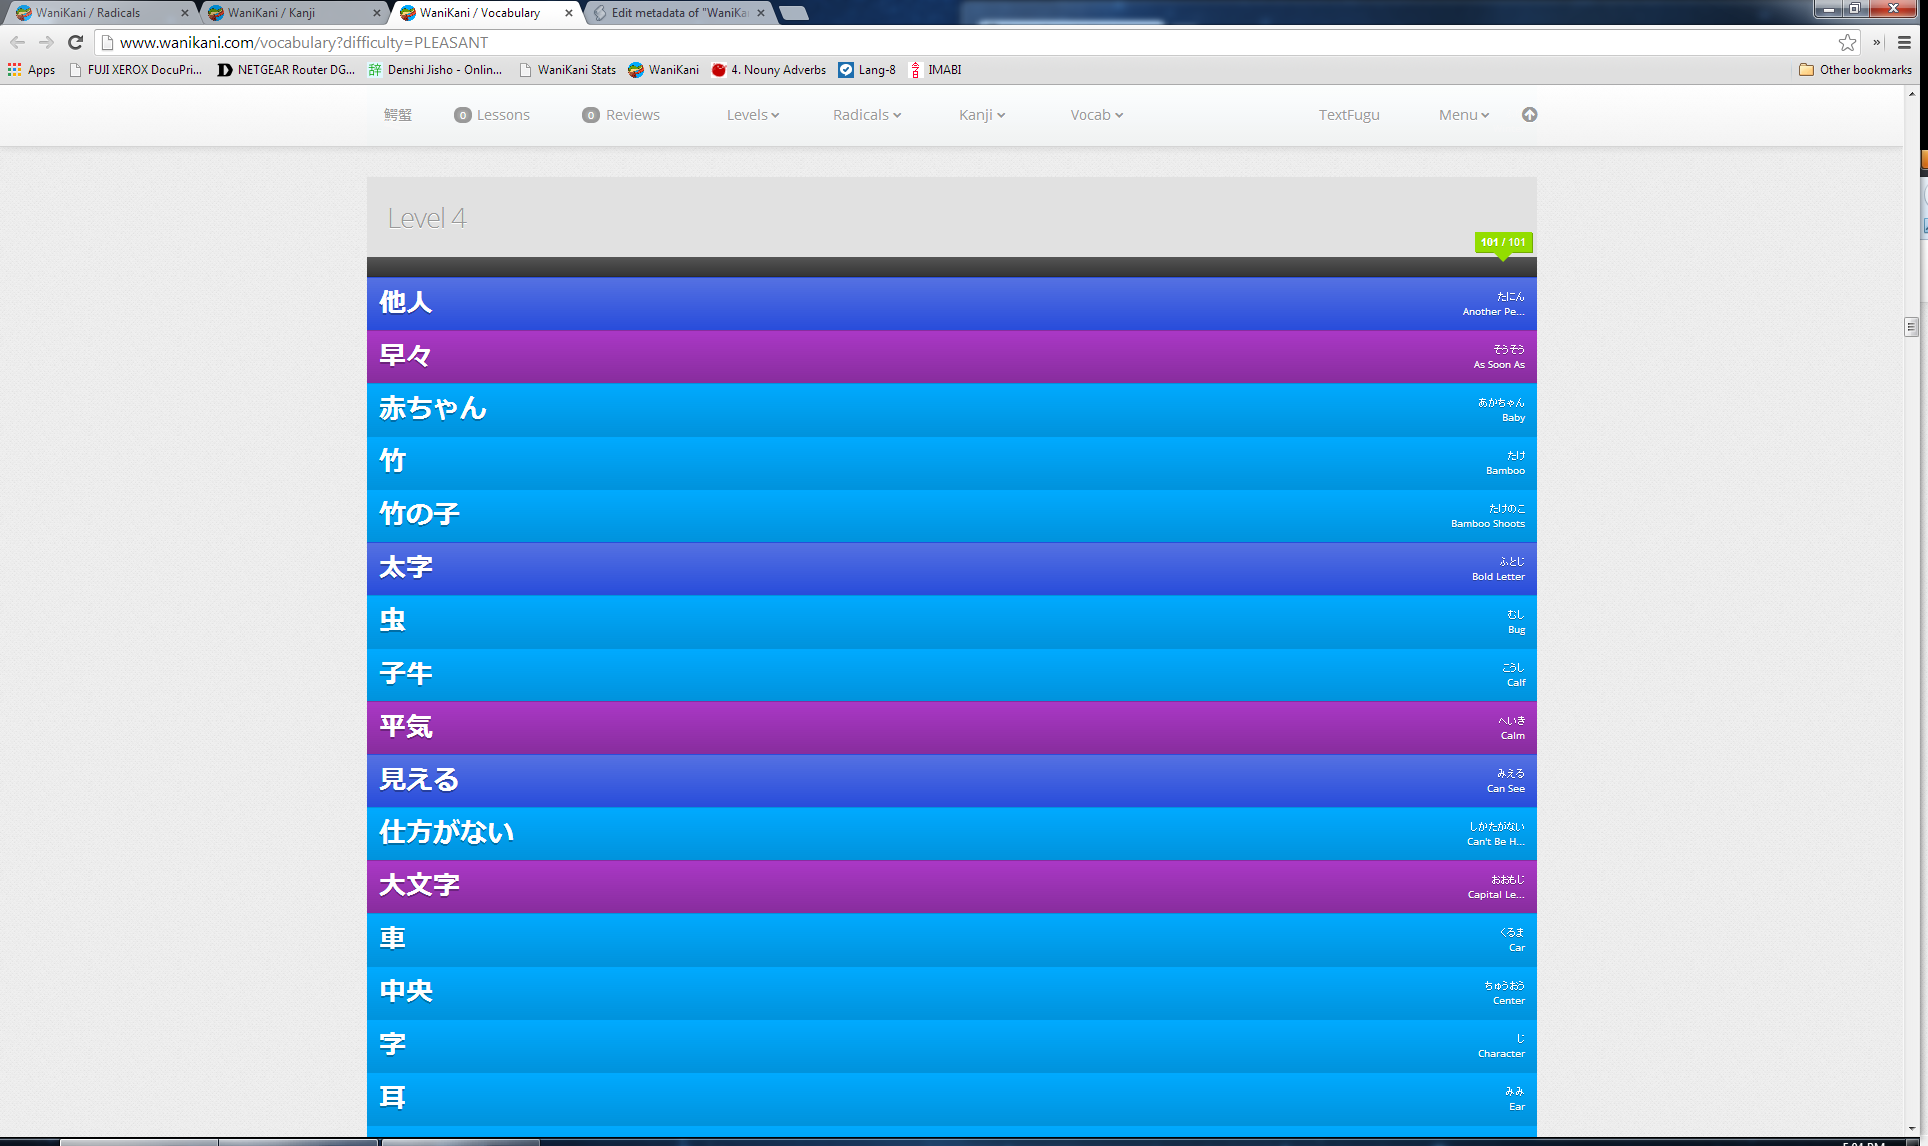 WaniKani / Radicals
WaniKani / Kanji
WaniKani / Vocabulary
Edit metadata of "WaniKa
www.wanikani.com/vocabulary?difficulty=PLEASANT
Apps
FUJI XEROX DocuPri...
NETGEAR Router DG...
Denshi Jisho - Onlin...
WaniKani Stats
WaniKani
4. Nouny Adverbs
Lang-8
IMABI
Other bookmarks
鰐蟹
0 Lessons
0 Reviews
Levels
Radicals
Kanji
Vocab
TextFugu
Menu
Level 4
101 / 101
他人
たにん
Another Pe...
早々
そうそう
As Soon As
赤ちゃん
あかちゃん
Baby
竹
たけ
Bamboo
竹の子
たけのこ
Bamboo Shoots
太字
ふとじ
Bold Letter
虫
むし
Bug
子牛
こうし
Calf
平気
へいき
Calm
見える
みえる
Can See
仕方がない
しかたがない
Can't Be H...
大文字
おおもじ
Capital Le...
車
くるま
Car
中央
ちゅうおう
Center
字
じ
Character
耳
みみ
Ear